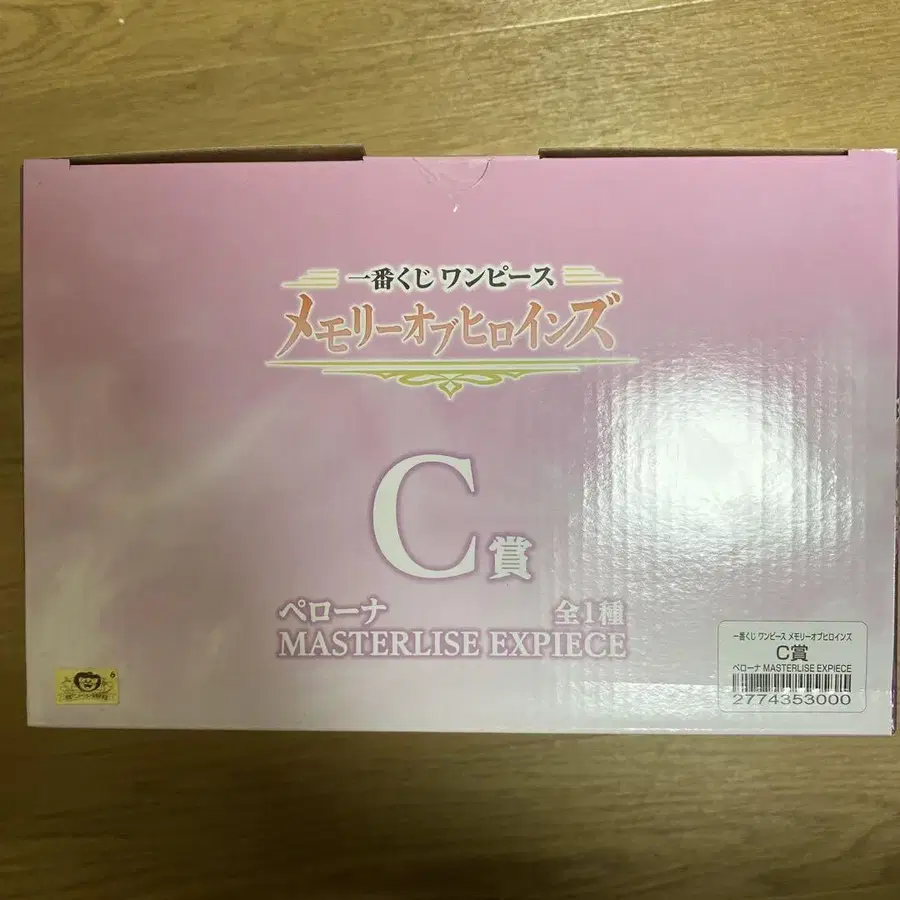 一番くじ ワンピース
メモリーオブヒロインズ
C賞
ペローナ 全1種
MASTERLISE EXPIECE
一番くじ ワンピース メモリーオブヒロインズ
C賞
ペローナ MASTERLISE EXPIECE
2774353000
6